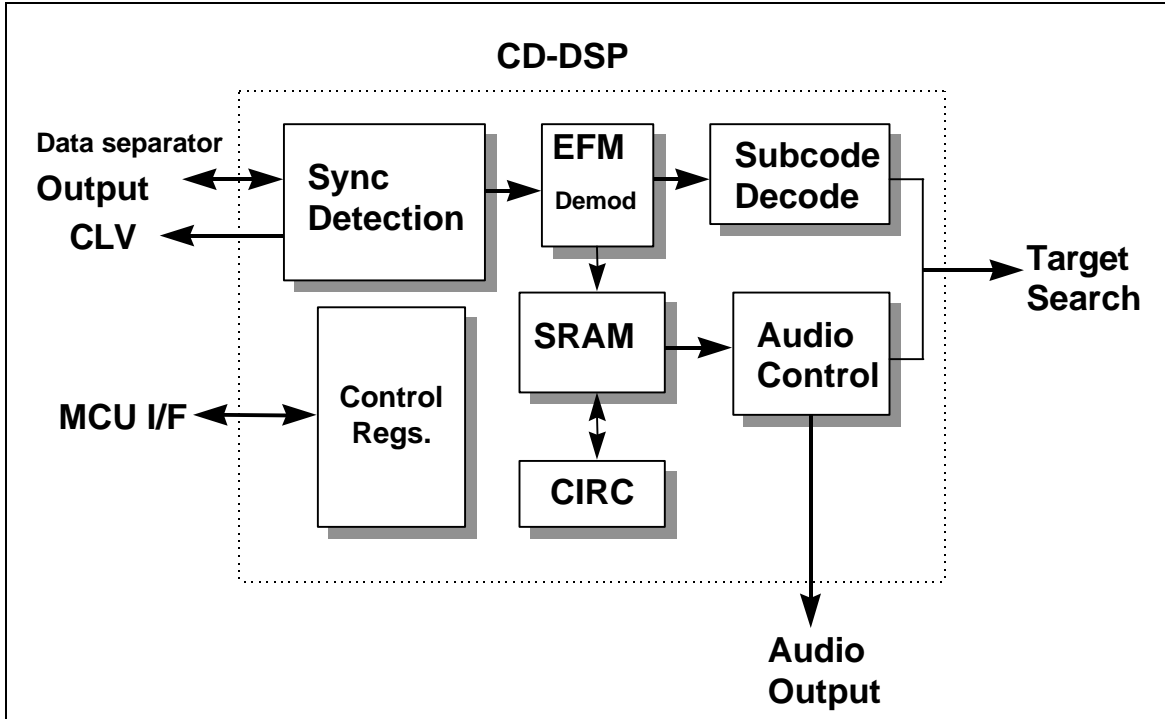 CD-DSP
Data separator
Output
CLV
MCU I/F
Sync
Detection
EFM
Demod
Subcode
Decode
Control
Regs.
SRAM
CIRC
Audio
Control
Target
Search
Audio
Output